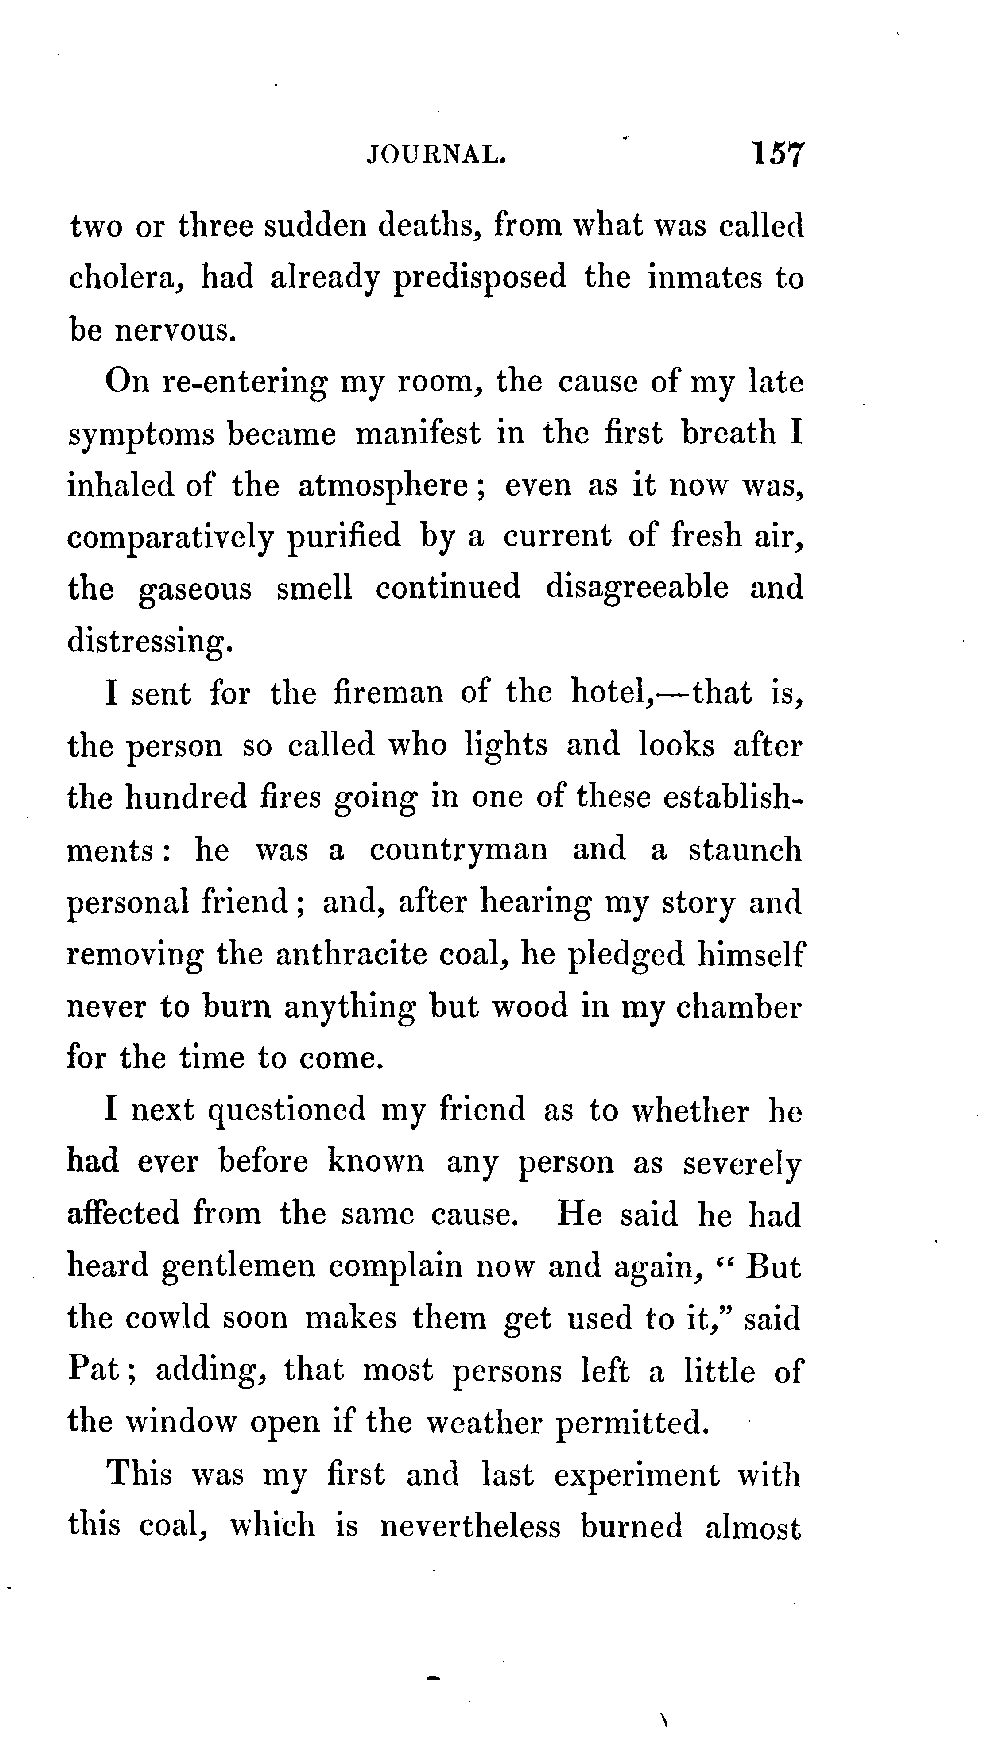 JOURNAL. 157
two or three sudden deaths, from what was called
cholera, had already predisposed the inmates to
be nervous.
On re-entering my room, the cause of my late
symptoms became manifest in the first breath I
inhaled of the atmosphere ; even as it now was,
comparatively purified by a current of fresh air,
the gaseous smell continued disagreeable and
distressing.
I sent for the fireman of the hotel,—that is,
the person so called who lights and looks after
the hundred fires going in one of these establish-
ments : he was a countryman and a staunch
personal friend ; and, after hearing my story and
removing the anthracite coal, he pledged himself
never to burn anything but wood in my chamber
for the time to come.
I next questioned my friend as to whether he
had ever before known any person as severely
affected from the same cause. He said he had
heard gentlemen complain now and again, “ But
the cowld soon makes them get used to it,” said
Pat ; adding, that most persons left a little of
the window open if the weather permitted.
This was my first and last experiment with
this coal, which is nevertheless burned almost